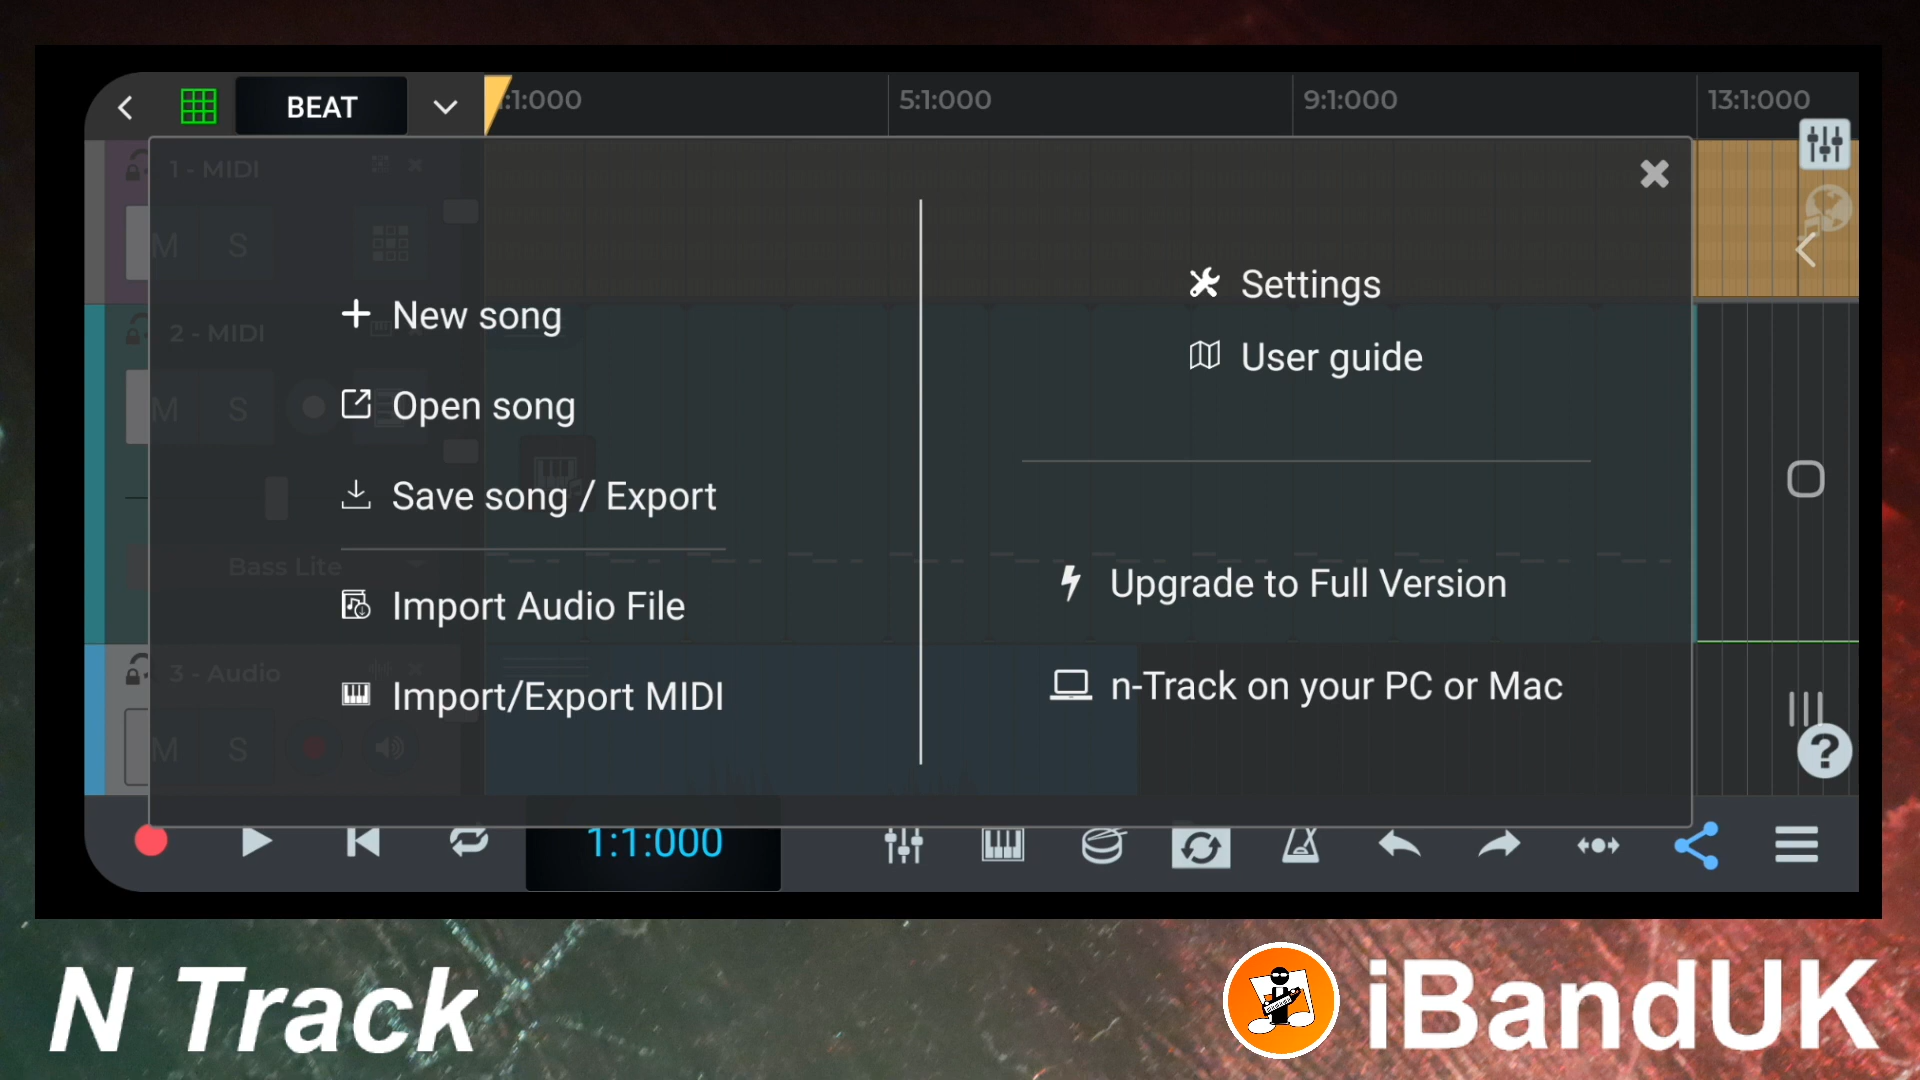 BEAT
1:1:000
5:1:000
9:1:000
13:1:000
1 - MIDI
M S
2 - MIDI
M S
Bass Lite
3 - Audio
M S
New song
Open song
Save song / Export
Import Audio File
Import/Export MIDI
Settings
User guide
Upgrade to Full Version
n-Track on your PC or Mac
?
1:1:000
N Track
iBandUK